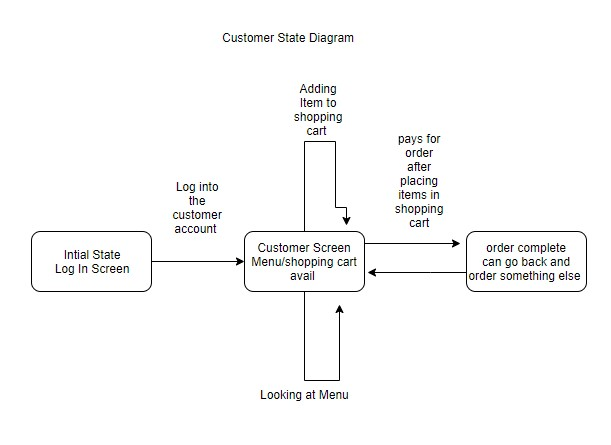 Customer State Diagram
Adding
Item to
shopping
cart
pays for
order
after
placing
items in
shopping
cart
Log into
the
customer
account
Intial State
Log In Screen
Customer Screen
Menu/shopping cart
avail
order complete
can go back and
order something else
Looking at Menu